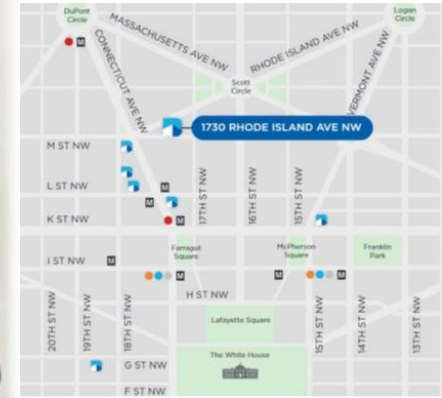 DuPont
Circle
Logan
Circle
MASSACHUSETTS AVE NW
RHODE ISLAND AVE NW
CONNECTICUT AVE NW
VERMONT AVE NW
Scott
Circle
1730 RHODE ISLAND AVE NW
M ST NW
L ST NW
K ST NW
17TH ST NW
16TH ST NW
15TH ST NW
M
M
M
M
Farragut
Square
McPherson
Square
Franklin
Park
I ST NW
M
M
M
M
H ST NW
20TH ST NW
19TH ST NW
18TH ST NW
Lafayette Square
15TH ST NW
14TH ST NW
13TH ST NW
The White House
G ST NW
F ST NW